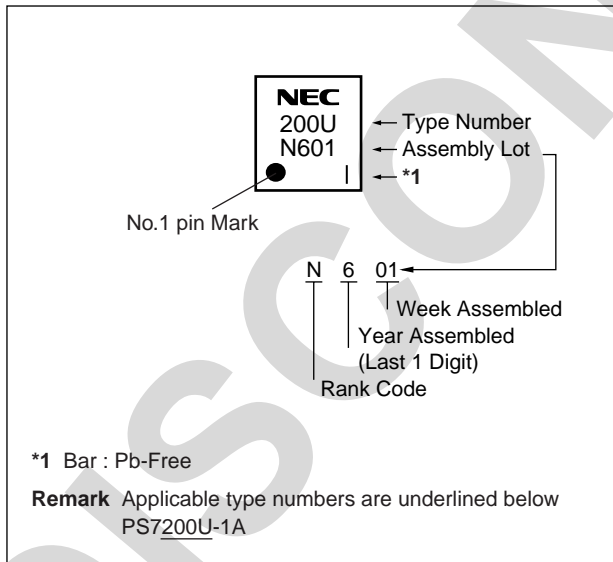 NEC
200U
N601
|
Type Number
Assembly Lot
*1
No.1 pin Mark
N 6 01
Week Assembled
Year Assembled
(Last 1 Digit)
Rank Code
*1 Bar : Pb-Free
Remark Applicable type numbers are underlined below
PS7200U-1A
DISCON